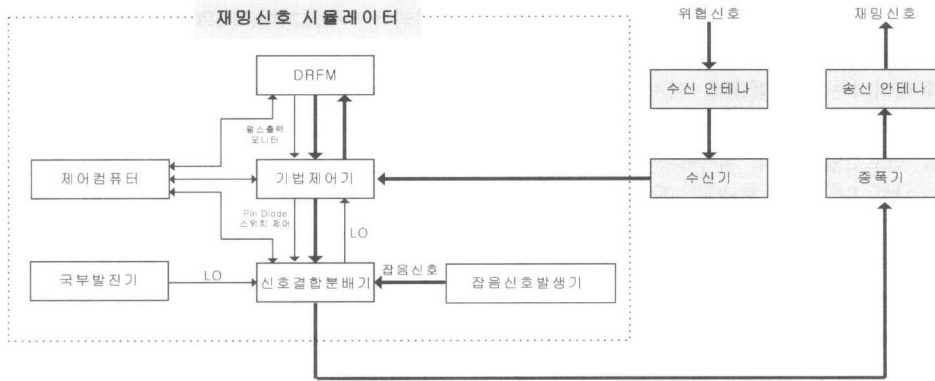 재밍신호 시뮬레이터
위협신호
재밍신호
DRFM
수신 안테나
송신 안테나
펄스출력
모니터
제어컴퓨터
기법제어기
수신기
증폭기
Pin Diode
스위치 제어
LO
국부발진기
LO
신호결합분배기
잡음신호
잡음신호발생기